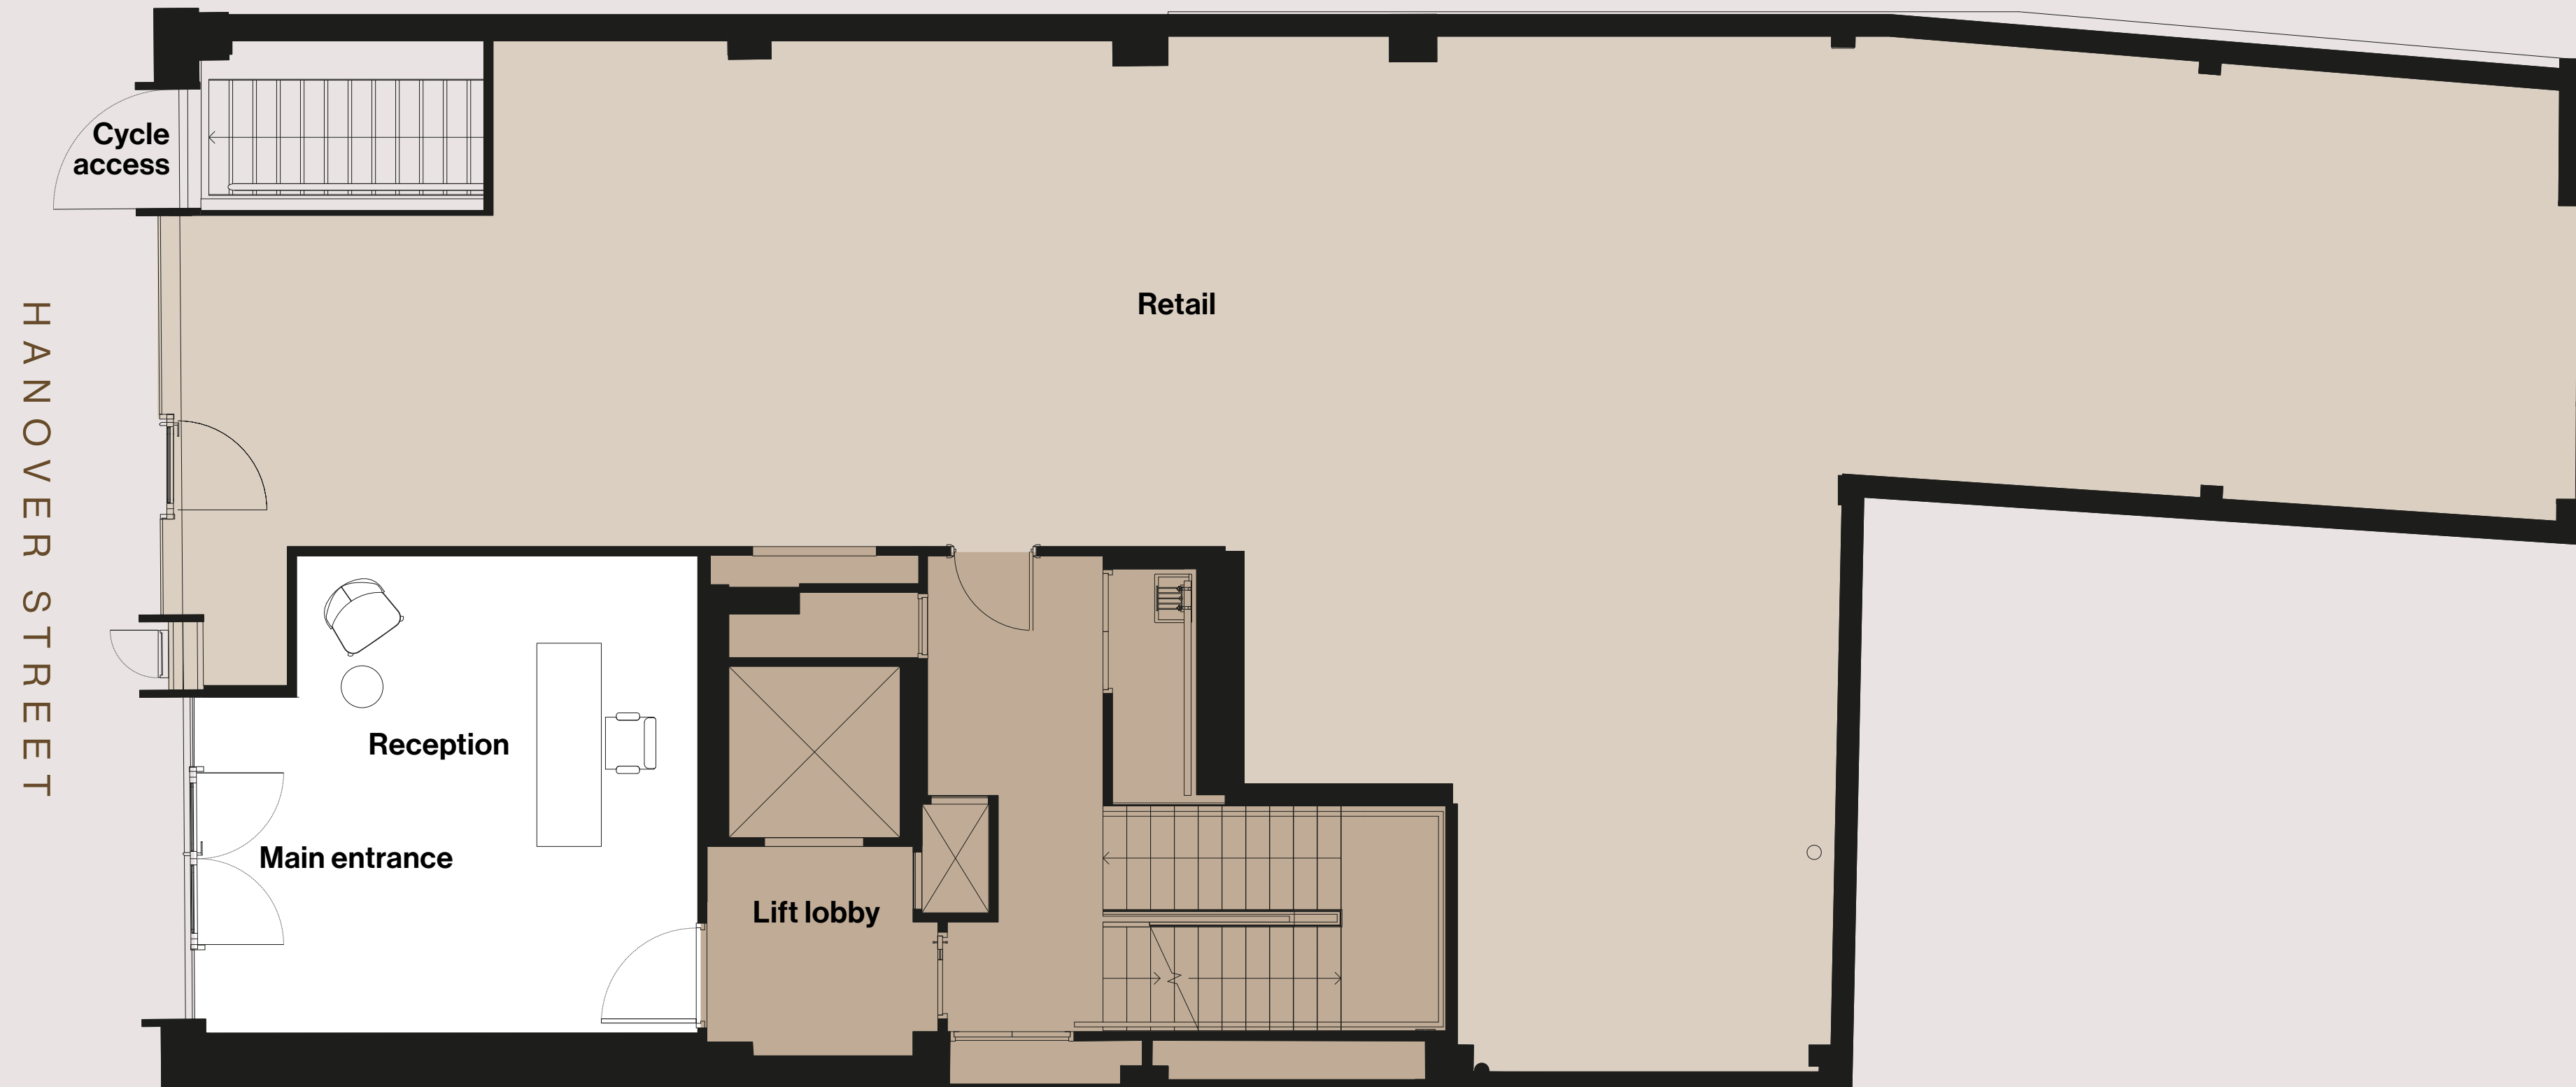 Cycle
access
Retail
HANOVER STREET
Reception
Main entrance
Lift lobby